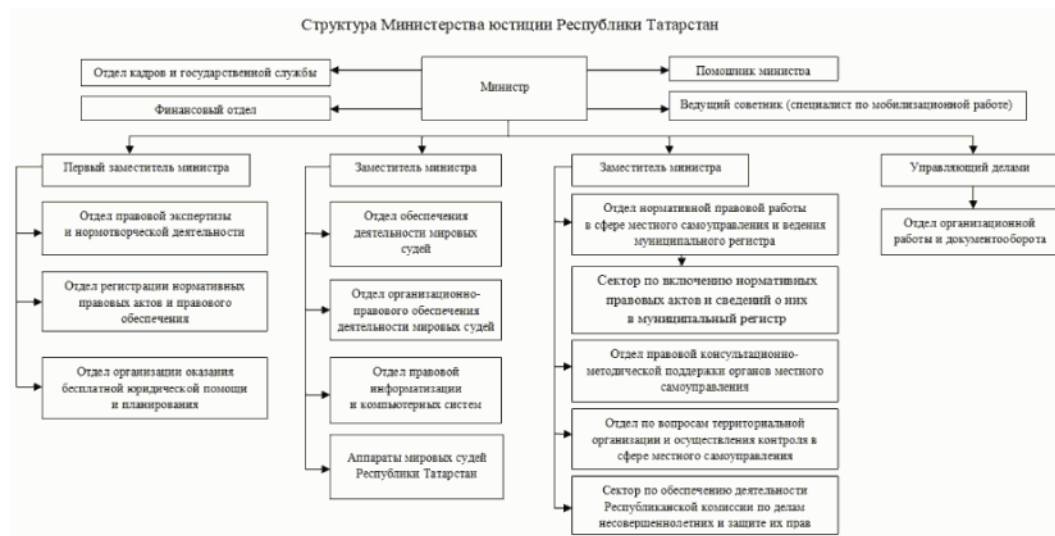 Структура Министерства юстиции Республики Татарстан
Отдел кадров и государственной службы
Министр
Помощник министра
Финансовый отдел
Ведущий советник (специалист по мобилизационной работе)
Первый заместитель министра
Заместитель министра
Заместитель министра
Управляющий делами
Отдел правовой экспертизы
и нормотворческой деятельности
Отдел регистрации нормативных
правовых актов и правового
обеспечения
Отдел организации оказания
бесплатной юридической помощи
и планирования
Отдел обеспечения
деятельности мировых
судей
Отдел организационно-
правового обеспечения
деятельности мировых судей
Отдел правовой
информатизации
и компьютерных систем
Аппараты мировых судей
Республики Татарстан
Отдел нормативной правовой работы
в сфере местного самоуправления и ведения
муниципального регистра
Сектор по включению нормативных
правовых актов и сведений о них
в муниципальный регистр
Отдел правовой консультационно-
методической поддержки органов местного
самоуправления
Отдел по вопросам территориальной
организации и осуществления контроля в
сфере местного самоуправления
Сектор по обеспечению деятельности
Республиканской комиссии по делам
несовершеннолетних и защите их прав
Отдел организационной
работы и документооборота